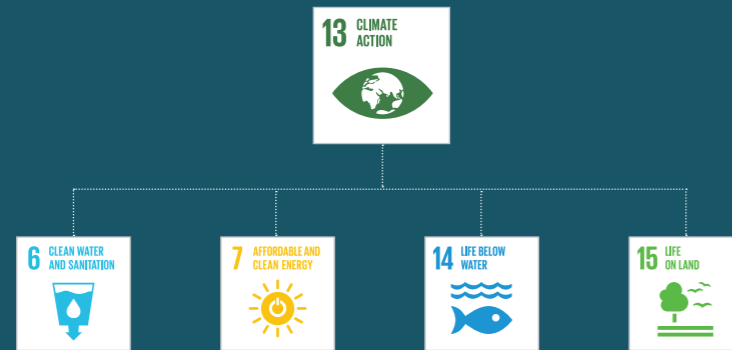 13 CLIMATE
ACTION
6 CLEAN WATER
AND SANITATION
7 AFFORDABLE AND
CLEAN ENERGY
14 LIFE BELOW
WATER
15 LIFE
ON LAND